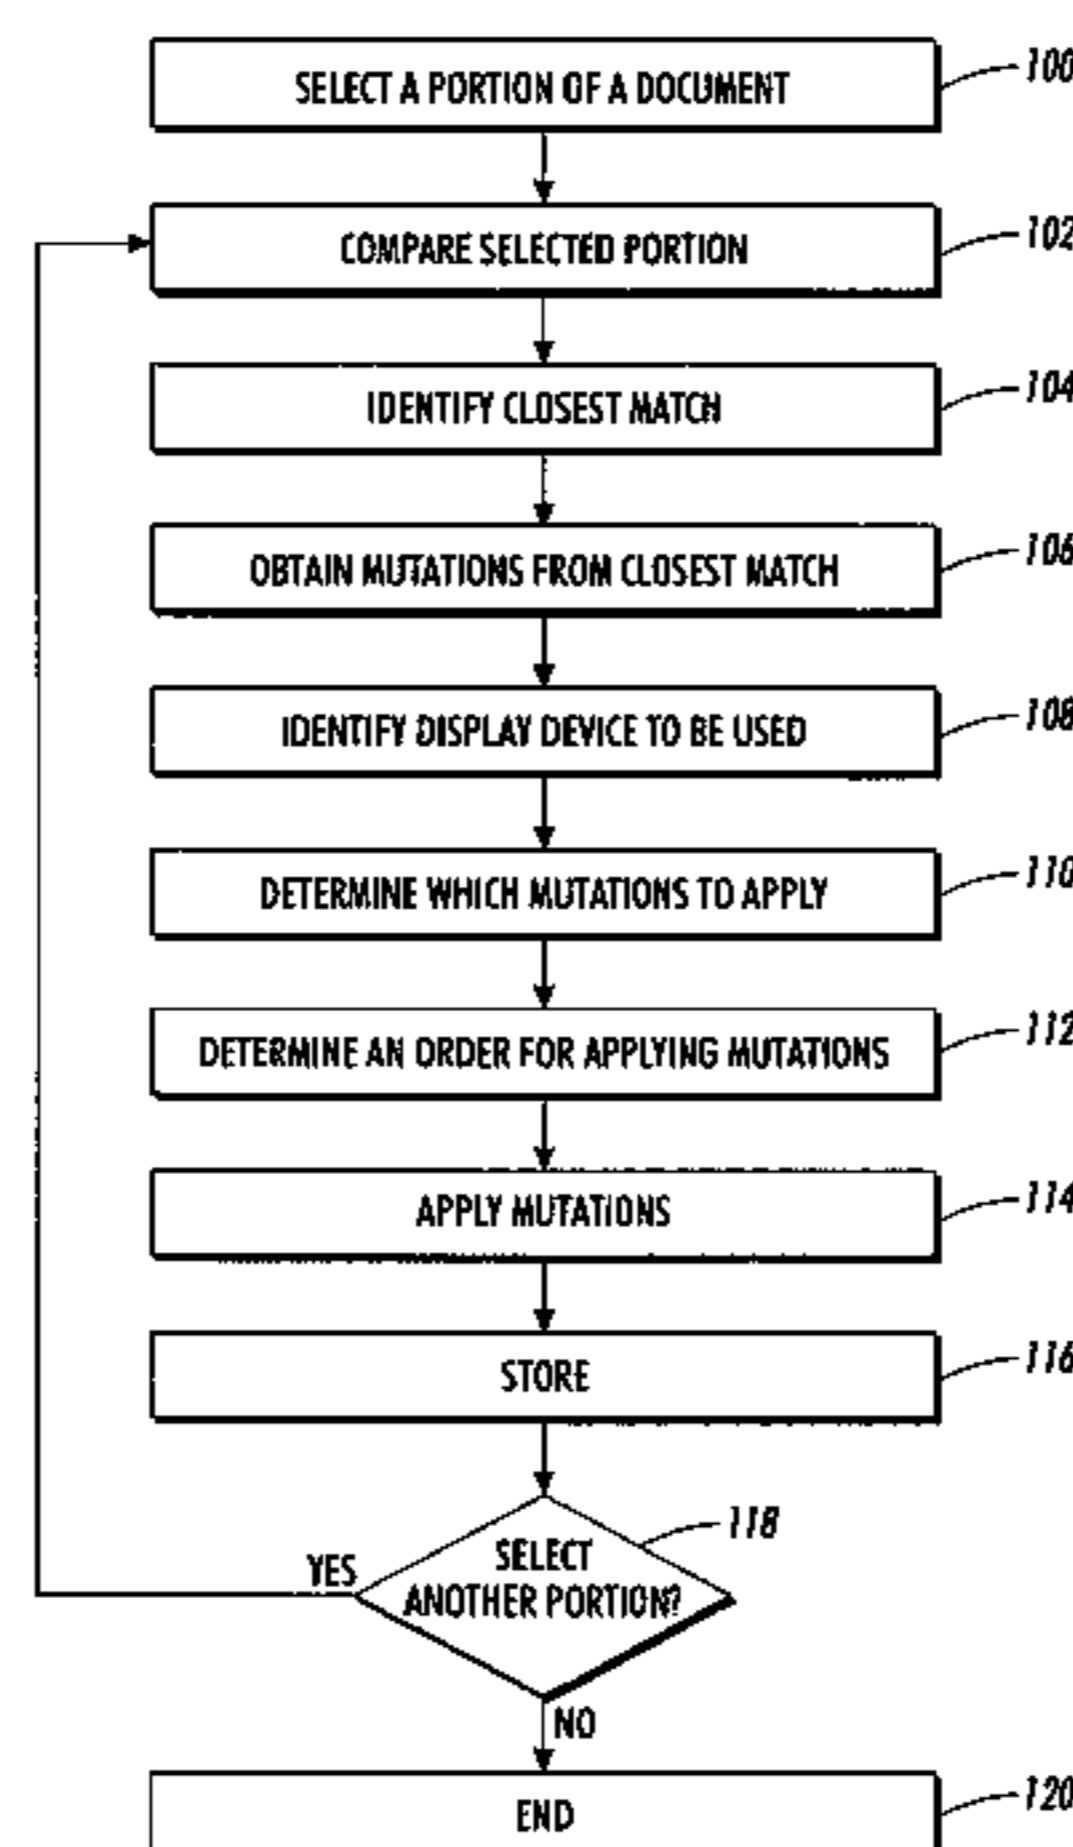 SELECT A PORTION OF A DOCUMENT
100
COMPARE SELECTED PORTION
102
IDENTIFY CLOSEST MATCH
104
OBTAIN MUTATIONS FROM CLOSEST MATCH
106
IDENTIFY DISPLAY DEVICE TO BE USED
108
DETERMINE WHICH MUTATIONS TO APPLY
110
DETERMINE AN ORDER FOR APPLYING MUTATIONS
112
APPLY MUTATIONS
114
STORE
116
118
SELECT
ANOTHER PORTION?
YES
NO
END
120